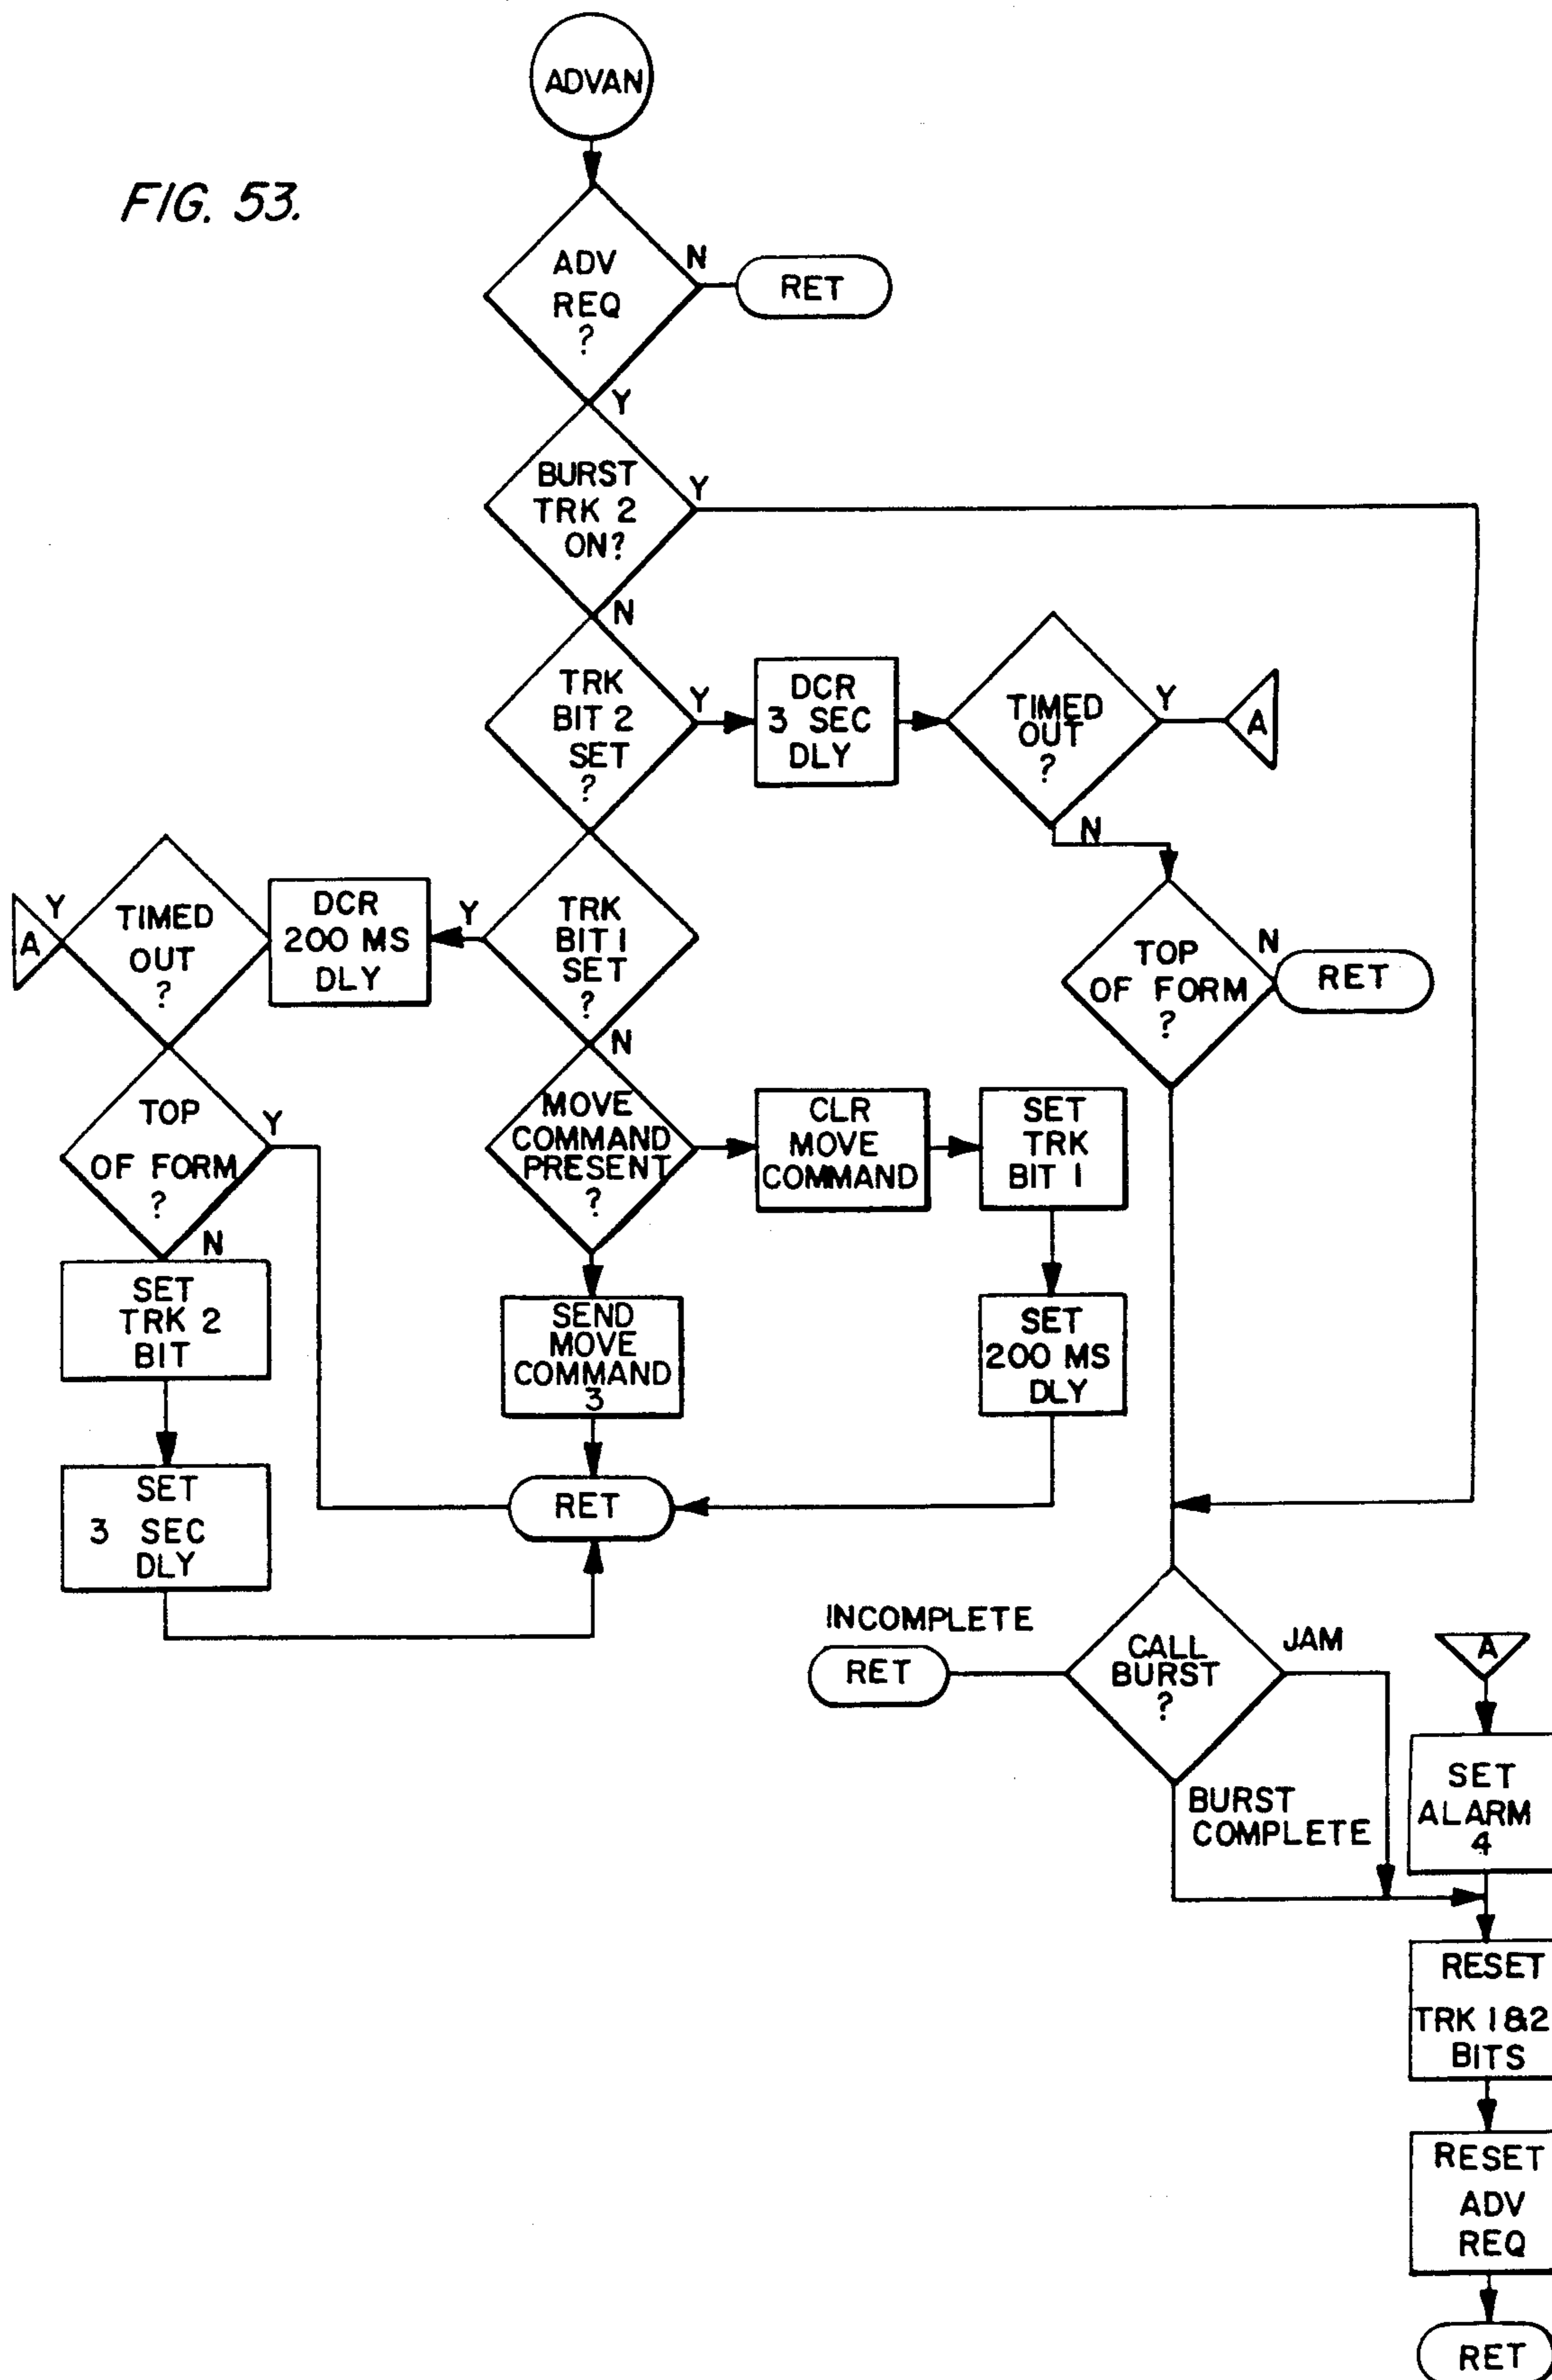 ADVAN
FIG. 53.
ADV
REQ
?
N
RET
Y
BURST
TRK 2
ON?
Y
N
TRK
BIT 2
SET
?
Y
DCR
3 SEC
DLY
TIMED
OUT
?
Y
A
N
TRK
BIT 1
SET
?
Y
DCR
200 MS
DLY
TIMED
OUT
?
Y
A
N
TOP
OF FORM
?
N
RET
MOVE
COMMAND
PRESENT
?
CLR
MOVE
COMMAND
SET
TRK
BIT 1
TOP
OF FORM
?
Y
N
SET
TRK 2
BIT
SEND
MOVE
COMMAND
3
SET
200 MS
DLY
SET
3 SEC
DLY
RET
INCOMPLETE
RET
CALL
BURST
?
JAM
A
BURST
COMPLETE
SET
ALARM
4
RESET
TRK 1&2
BITS
RESET
ADV
REQ
RET